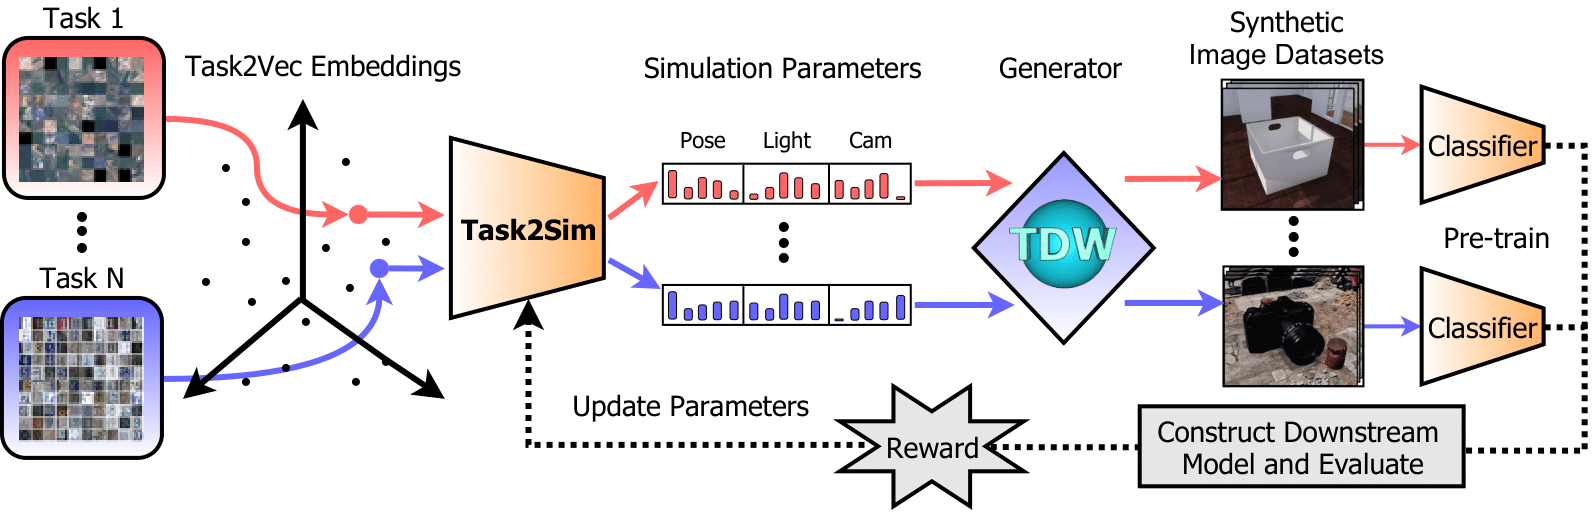 Task 1
Task2Vec Embeddings
Simulation Parameters
Generator
Synthetic
Image Datasets
Pose
Light
Cam
Classifier
Task2Sim
TDW
Pre-train
Task N
Classifier
Update Parameters
Reward
Construct Downstream
Model and Evaluate